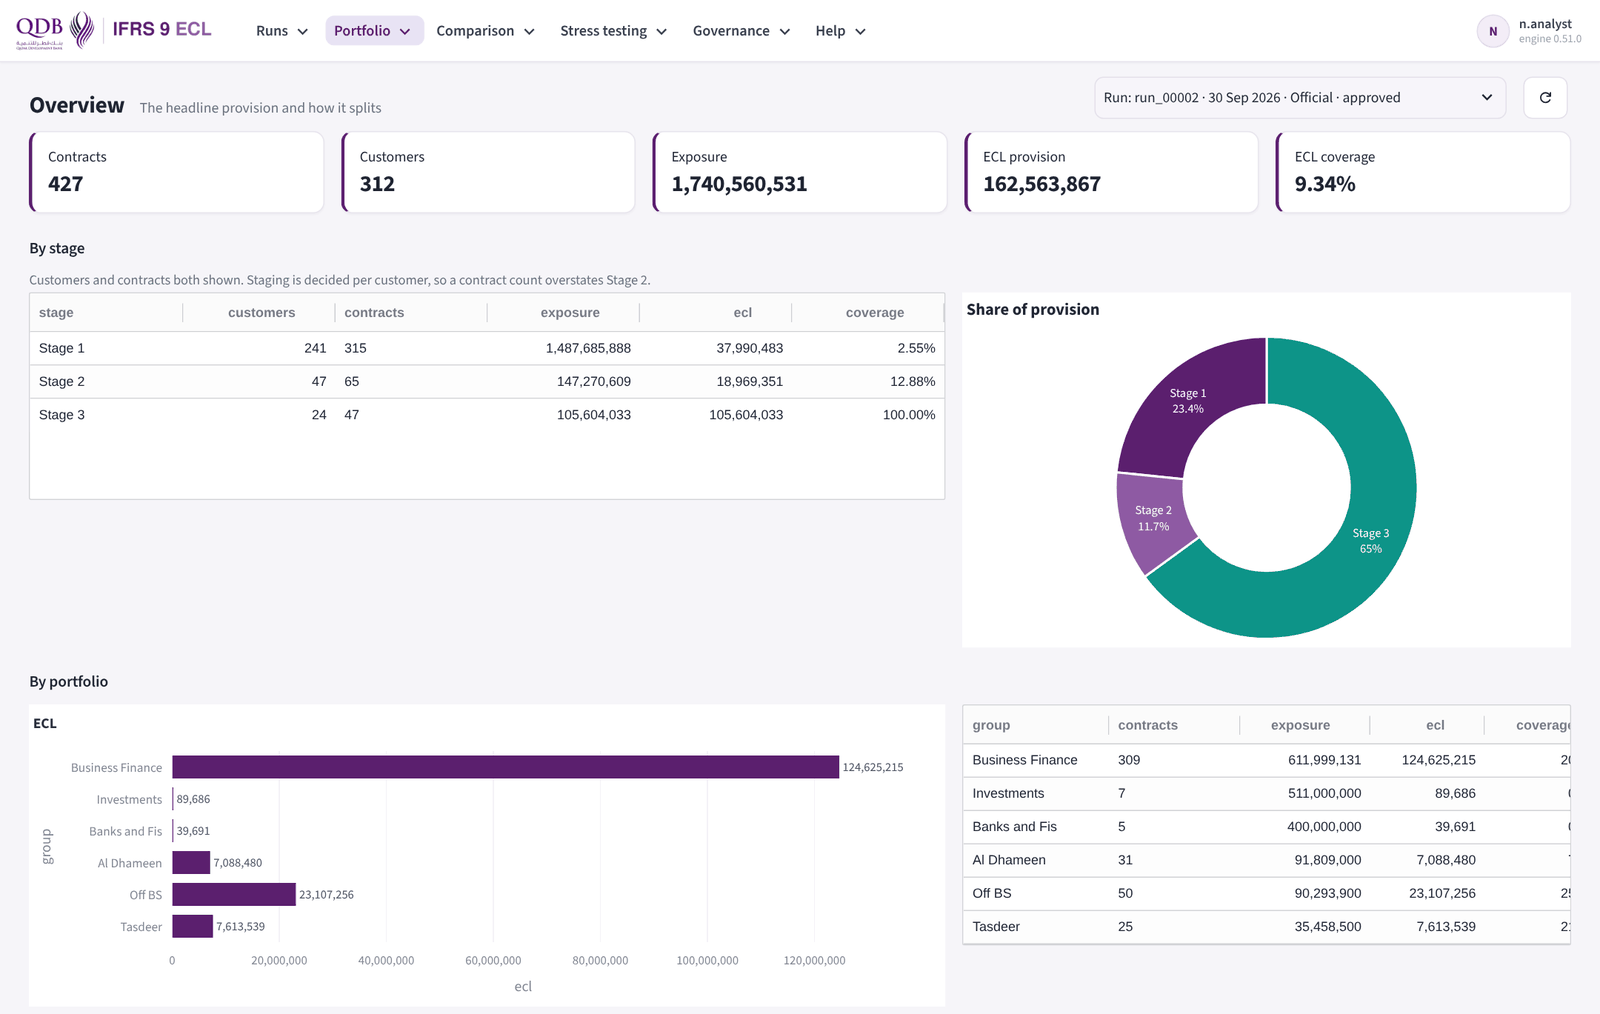 QDB
IFRS 9 ECL
Runs
Portfolio
Comparison
Stress testing
Governance
Help
N
n.analyst
engine 0.51.0
Overview
The headline provision and how it splits
Run: run_00002 · 30 Sep 2026 · Official · approved
Contracts
427
Customers
312
Exposure
1,740,560,531
ECL provision
162,563,867
ECL coverage
9.34%
By stage
Customers and contracts both shown. Staging is decided per customer, so a contract count overstates Stage 2.
stage customers contracts exposure ecl coverage
Stage 1 241 315 1,487,685,888 37,990,483 2.55%
Stage 2 47 65 147,270,609 18,969,351 12.88%
Stage 3 24 47 105,604,033 105,604,033 100.00%
Share of provision
Stage 1
23.4%
Stage 2
11.7%
Stage 3
65%
By portfolio
ECL
group
Business Finance 124,625,215
Investments 89,686
Banks and Fis 39,691
Al Dhameen 7,088,480
Off BS 23,107,256
Tasdeer 7,613,539
0 20,000,000 40,000,000 60,000,000 80,000,000 100,000,000 120,000,000
ecl
group contracts exposure ecl coverage
Business Finance 309 611,999,131 124,625,215
Investments 7 511,000,000 89,686
Banks and Fis 5 400,000,000 39,691
Al Dhameen 31 91,809,000 7,088,480
Off BS 50 90,293,900 23,107,256
Tasdeer 25 35,458,500 7,613,539